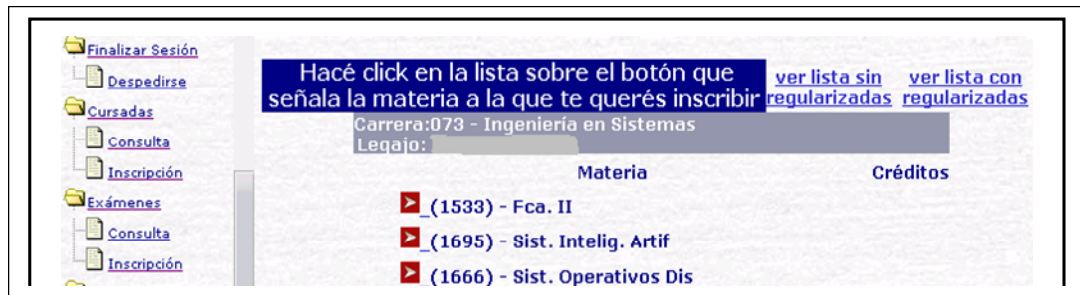 Finalizar Sesión
Despedirse
Cursadas
Consulta
Inscripción
Exámenes
Consulta
Inscripción
Hacé click en la lista sobre el botón que
señala la materia a la que te querés inscribir
ver lista sin
regularizadas
ver lista con
regularizadas
Carrera:073 - Ingeniería en Sistemas
Legajo:
Materia Créditos
_(1533) - Fca. II
_(1695) - Sist. Intelig. Artif
_(1666) - Sist. Operativos Dis